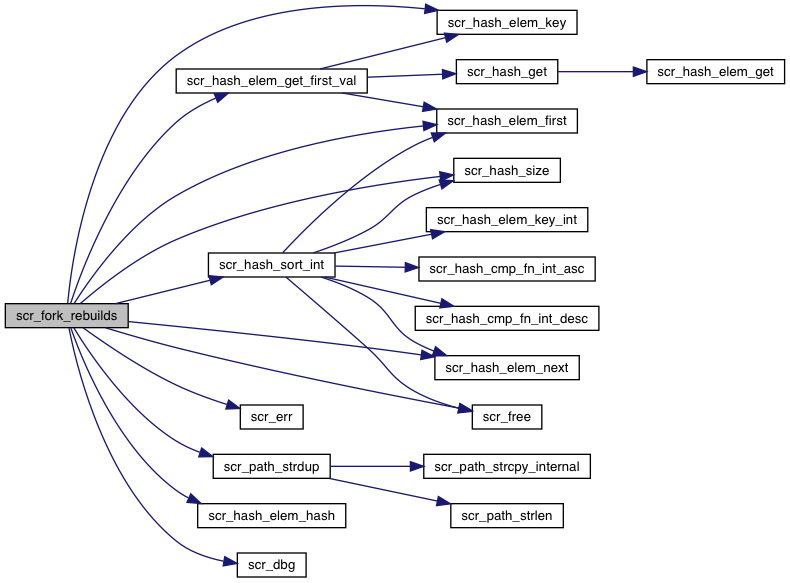 scr_hash_elem_key
scr_hash_elem_get_first_val
scr_hash_get
scr_hash_elem_get
scr_hash_elem_first
scr_hash_size
scr_hash_elem_key_int
scr_hash_sort_int
scr_hash_cmp_fn_int_asc
scr_fork_rebuilds
scr_hash_cmp_fn_int_desc
scr_hash_elem_next
scr_err
scr_free
scr_path_strdup
scr_path_strcpy_internal
scr_hash_elem_hash
scr_path_strlen
scr_dbg